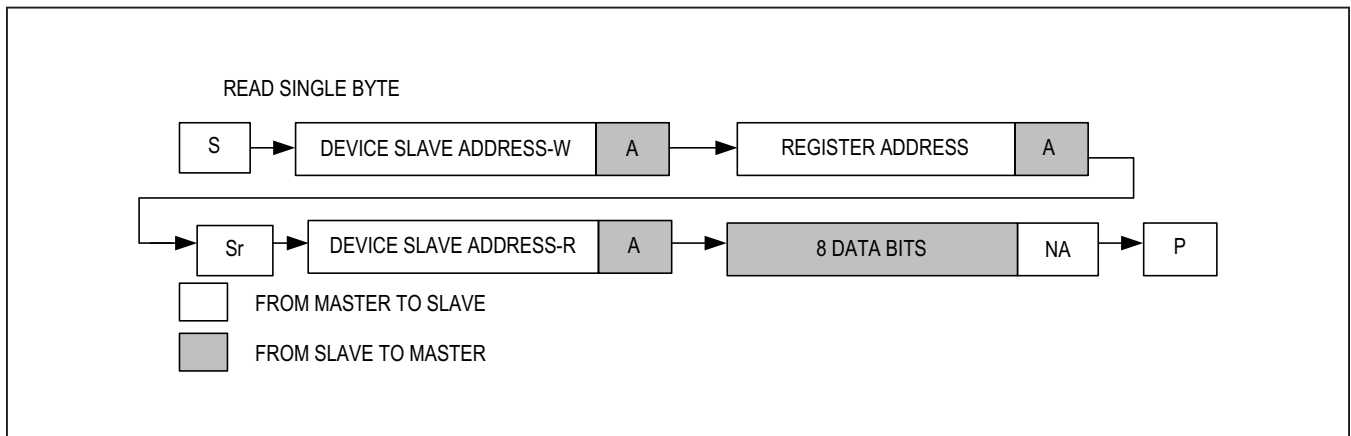 READ SINGLE BYTE
S DEVICE SLAVE ADDRESS-W A REGISTER ADDRESS A
Sr DEVICE SLAVE ADDRESS-R A 8 DATA BITS NA P
FROM MASTER TO SLAVE
FROM SLAVE TO MASTER